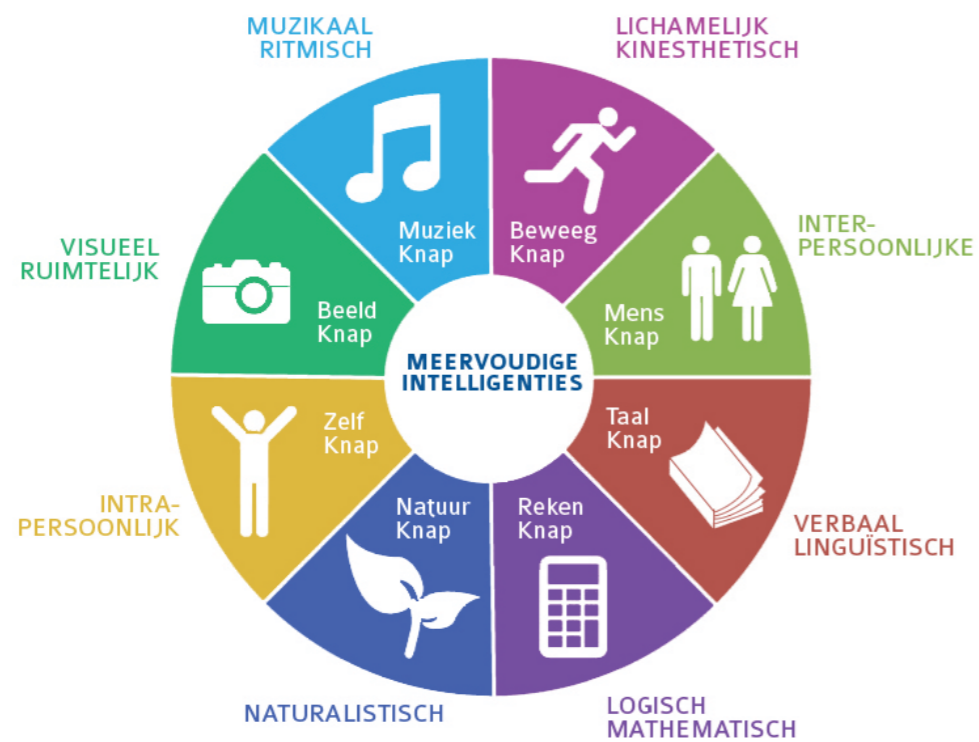 MUZIKAAL
RITMISCH
LICHAMELIJK
KINESTHETISCH
INTER-
PERSOONLIJKE
VERBAAL
LINGUÏSTISCH
LOGISCH
MATHEMATISCH
NATURALISTISCH
INTRA-
PERSOONLIJK
VISUEEL
RUIMTELIJK
Muziek
Knap
Beweeg
Knap
Mens
Knap
Taal
Knap
Reken
Knap
Natuur
Knap
Zelf
Knap
Beeld
Knap
MEERVOUDIGE
INTELLIGENTIES